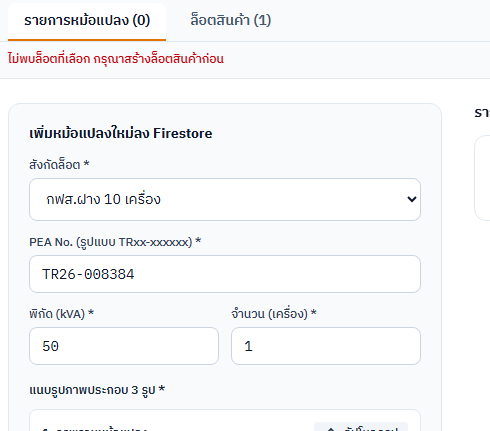 รายการหม้อแปลง (0) ล็อตสินค้า (1)
ไม่พบล็อตที่เลือก กรุณาสร้างล็อตสินค้าก่อน
เพิ่มหม้อแปลงใหม่ลง Firestore
สังกัดล็อต *
กฟส.ฝาง 10 เครื่อง
PEA No. (รูปแบบ TRxx-xxxxxx) *
TR26-008384
พิกัด (kVA) * จำนวน (เครื่อง) *
50 1
แนบรูปภาพประกอบ 3 รูป *